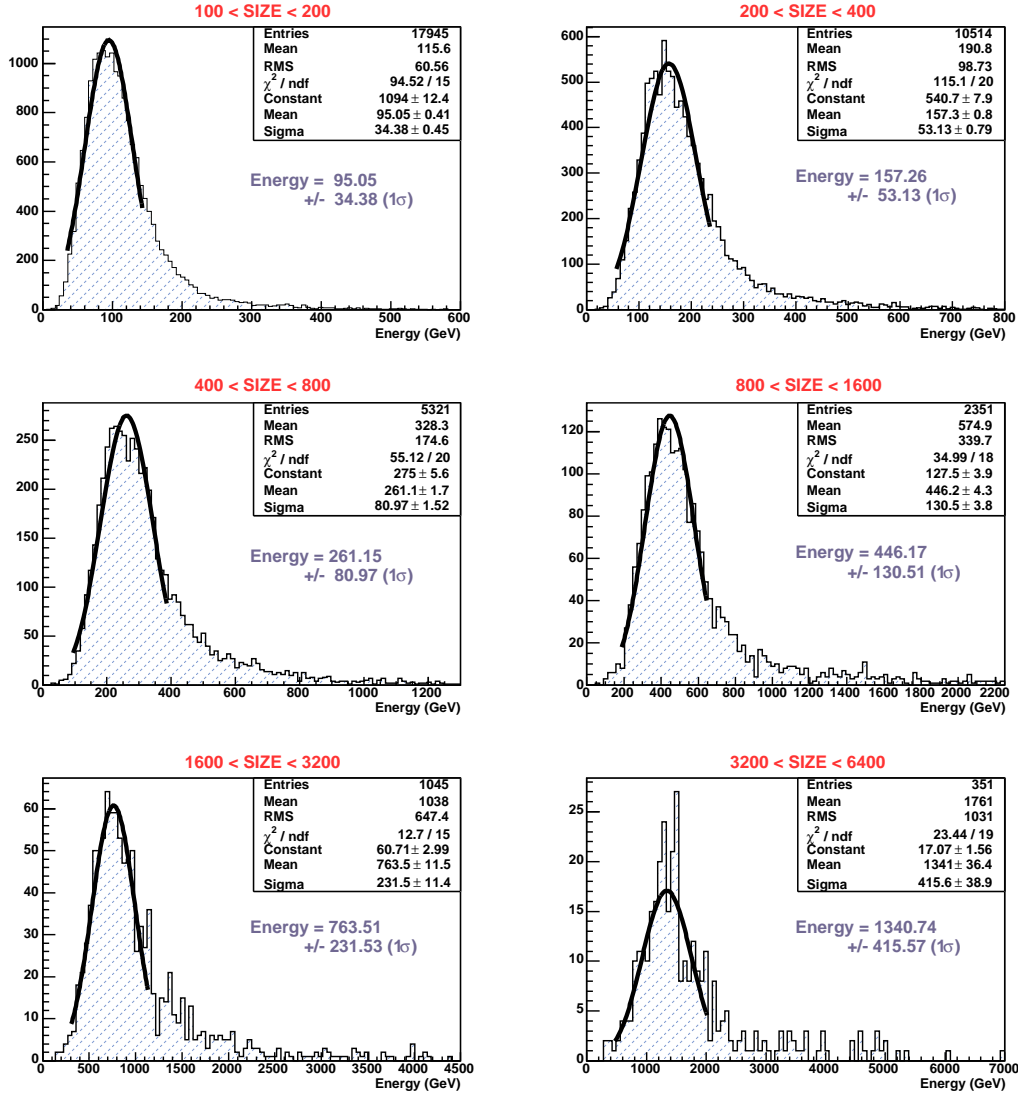 100 < SIZE < 200
Entries 17945
Mean 115.6
RMS 60.56
χ² / ndf 94.52 / 15
Constant 1094 ± 12.4
Mean 95.05 ± 0.41
Sigma 34.38 ± 0.45
Energy = 95.05
+/- 34.38 (1σ)
1000
800
600
400
200
0
0 100 200 300 400 500 600
Energy (GeV)
200 < SIZE < 400
Entries 10514
Mean 190.8
RMS 98.73
χ² / ndf 115.1 / 20
Constant 540.7 ± 7.9
Mean 157.3 ± 0.8
Sigma 53.13 ± 0.79
Energy = 157.26
+/- 53.13 (1σ)
600
500
400
300
200
100
0
0 100 200 300 400 500 600 700 800
Energy (GeV)
400 < SIZE < 800
Entries 5321
Mean 328.3
RMS 174.6
χ² / ndf 55.12 / 20
Constant 275 ± 5.6
Mean 261.1 ± 1.7
Sigma 80.97 ± 1.52
Energy = 261.15
+/- 80.97 (1σ)
250
200
150
100
50
0
0 200 400 600 800 1000 1200
Energy (GeV)
800 < SIZE < 1600
Entries 2351
Mean 574.9
RMS 339.7
χ² / ndf 34.99 / 18
Constant 127.5 ± 3.9
Mean 446.2 ± 4.3
Sigma 130.5 ± 3.8
Energy = 446.17
+/- 130.51 (1σ)
120
100
80
60
40
20
0
200 400 600 800 1000 1200 1400 1600 1800 2000 2200
Energy (GeV)
1600 < SIZE < 3200
Entries 1045
Mean 1038
RMS 647.4
χ² / ndf 12.7 / 15
Constant 60.71 ± 2.99
Mean 763.5 ± 11.5
Sigma 231.5 ± 11.4
Energy = 763.51
+/- 231.53 (1σ)
60
50
40
30
20
10
0
0 500 1000 1500 2000 2500 3000 3500 4000 4500
Energy (GeV)
3200 < SIZE < 6400
Entries 351
Mean 1761
RMS 1031
χ² / ndf 23.44 / 19
Constant 17.07 ± 1.56
Mean 1341 ± 36.4
Sigma 415.6 ± 38.9
Energy = 1340.74
+/- 415.57 (1σ)
25
20
15
10
5
0
0 1000 2000 3000 4000 5000 6000 7000
Energy (GeV)